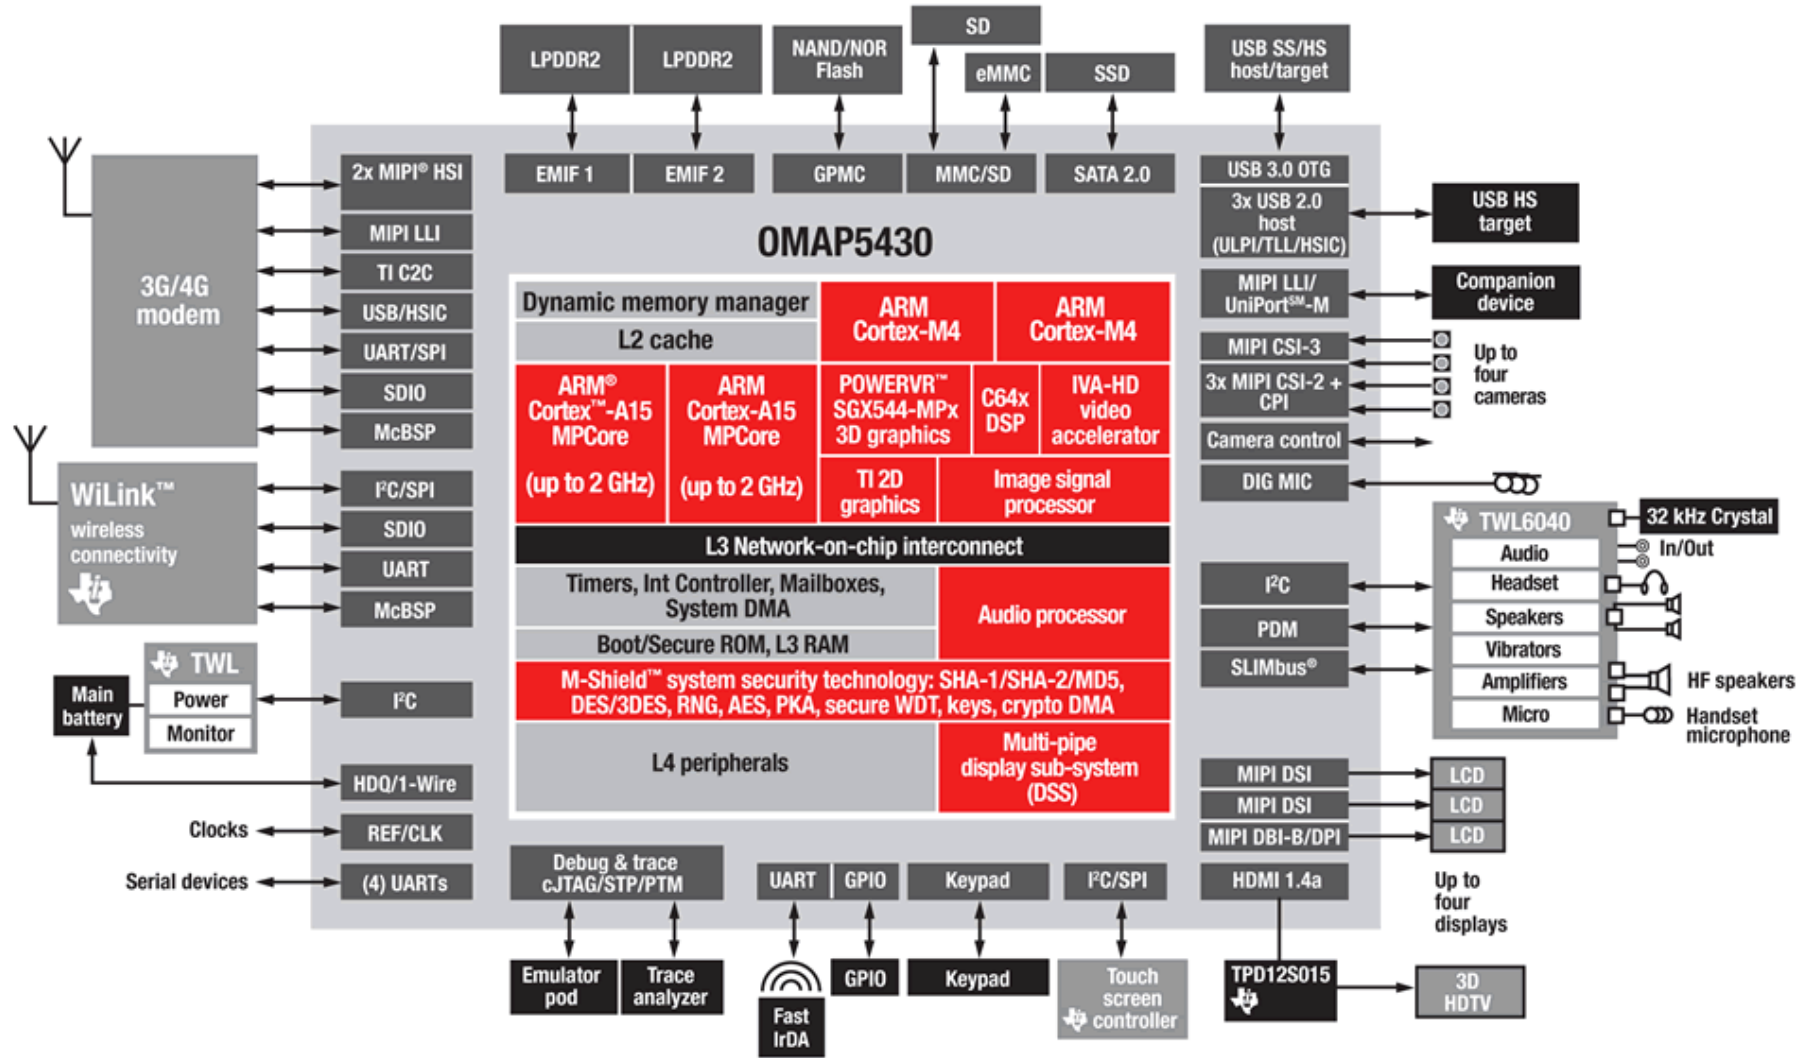 LPDDR2
LPDDR2
NAND/NOR
Flash
SD
eMMC
SSD
USB SS/HS
host/target
EMIF 1
EMIF 2
GPMC
MMC/SD
SATA 2.0
USB 3.0 OTG
3x USB 2.0
host
(ULPI/TLL/HSIC)
USB HS
target
MIPI LLI/
UniPort℠-M
Companion
device
MIPI CSI-3
3x MIPI CSI-2 +
CPI
Up to
four
cameras
Camera control
DIG MIC
3G/4G
modem
2x MIPI® HSI
MIPI LLI
TI C2C
USB/HSIC
UART/SPI
SDIO
McBSP
WiLink™
wireless
connectivity
I²C/SPI
SDIO
UART
McBSP
TWL
Power
Monitor
Main
battery
I²C
HDQ/1-Wire
Clocks
REF/CLK
Serial devices
(4) UARTs
OMAP5430
Dynamic memory manager
L2 cache
ARM
Cortex-M4
ARM
Cortex-M4
ARM®
Cortex™-A15
MPCore
(up to 2 GHz)
ARM
Cortex-A15
MPCore
(up to 2 GHz)
POWERVR™
SGX544-MPx
3D graphics
C64x
DSP
IVA-HD
video
accelerator
TI 2D
graphics
Image signal
processor
L3 Network-on-chip interconnect
Timers, Int Controller, Mailboxes,
System DMA
Boot/Secure ROM, L3 RAM
Audio processor
M-Shield™ system security technology: SHA-1/SHA-2/MD5,
DES/3DES, RNG, AES, PKA, secure WDT, keys, crypto DMA
L4 peripherals
Multi-pipe
display sub-system
(DSS)
I²C
PDM
SLIMbus®
TWL6040
Audio
Headset
Speakers
Vibrators
Amplifiers
Micro
32 kHz Crystal
In/Out
HF speakers
Handset
microphone
MIPI DSI
LCD
MIPI DSI
LCD
MIPI DBI-B/DPI
LCD
HDMI 1.4a
Up to
four
displays
Debug & trace
cJTAG/STP/PTM
UART
GPIO
Keypad
I²C/SPI
Emulator
pod
Trace
analyzer
Fast
IrDA
GPIO
Keypad
Touch
screen
controller
TPD12S015
3D
HDTV